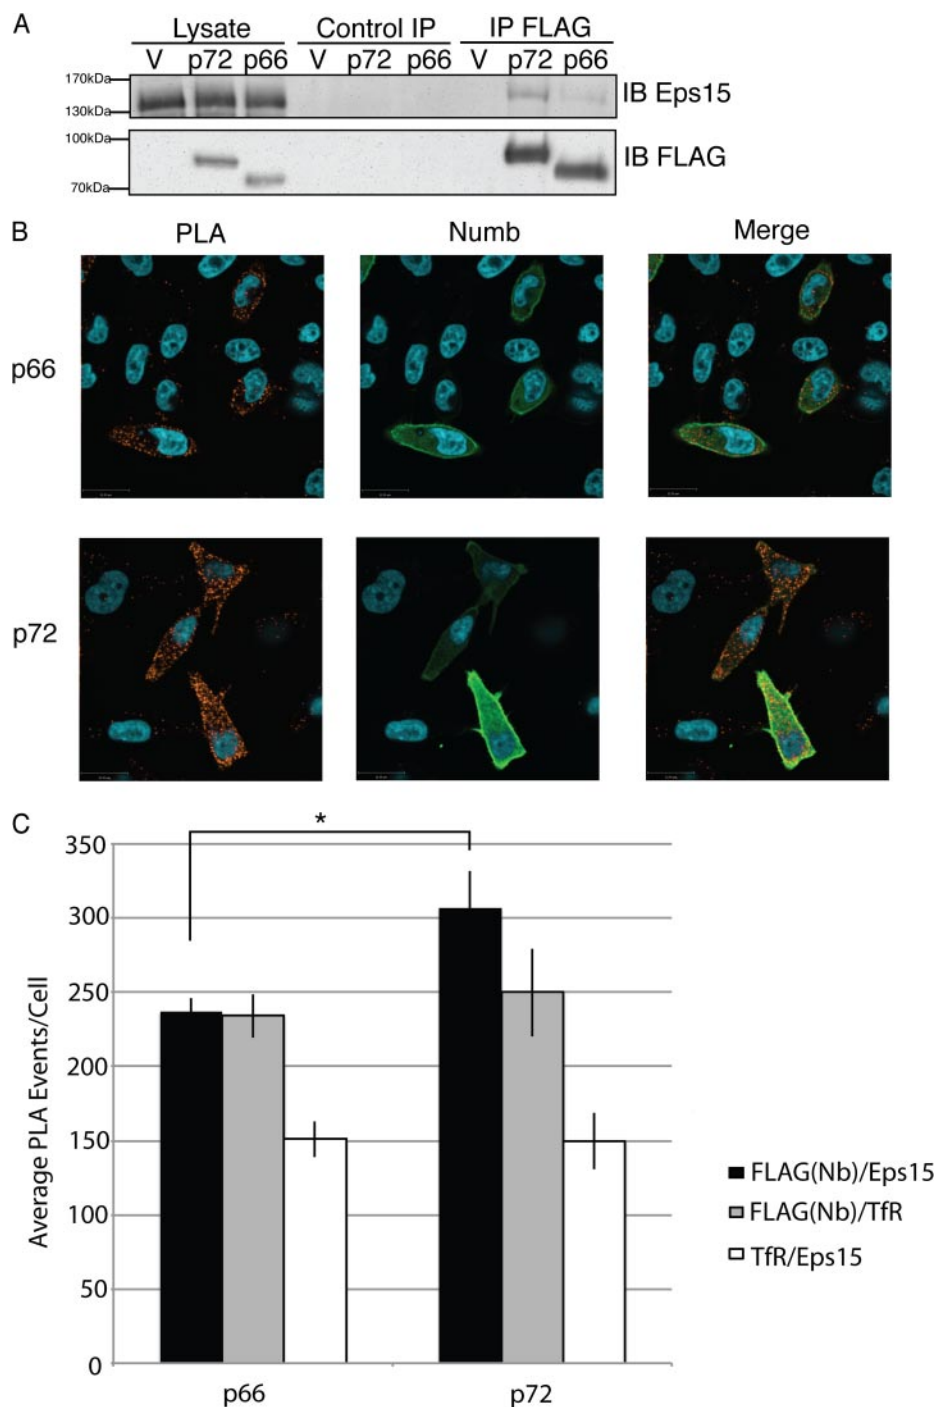 A
Lysate Control IP IP FLAG
V p72 p66 V p72 p66 V p72 p66
170kDa
130kDa
IB Eps15
100kDa
70kDa
IB FLAG
B
PLA Numb Merge
p66
p72
C
*
350
300
250
200
150
100
50
0
Average PLA Events/Cell
p66 p72
FLAG(Nb)/Eps15
FLAG(Nb)/TfR
TfR/Eps15